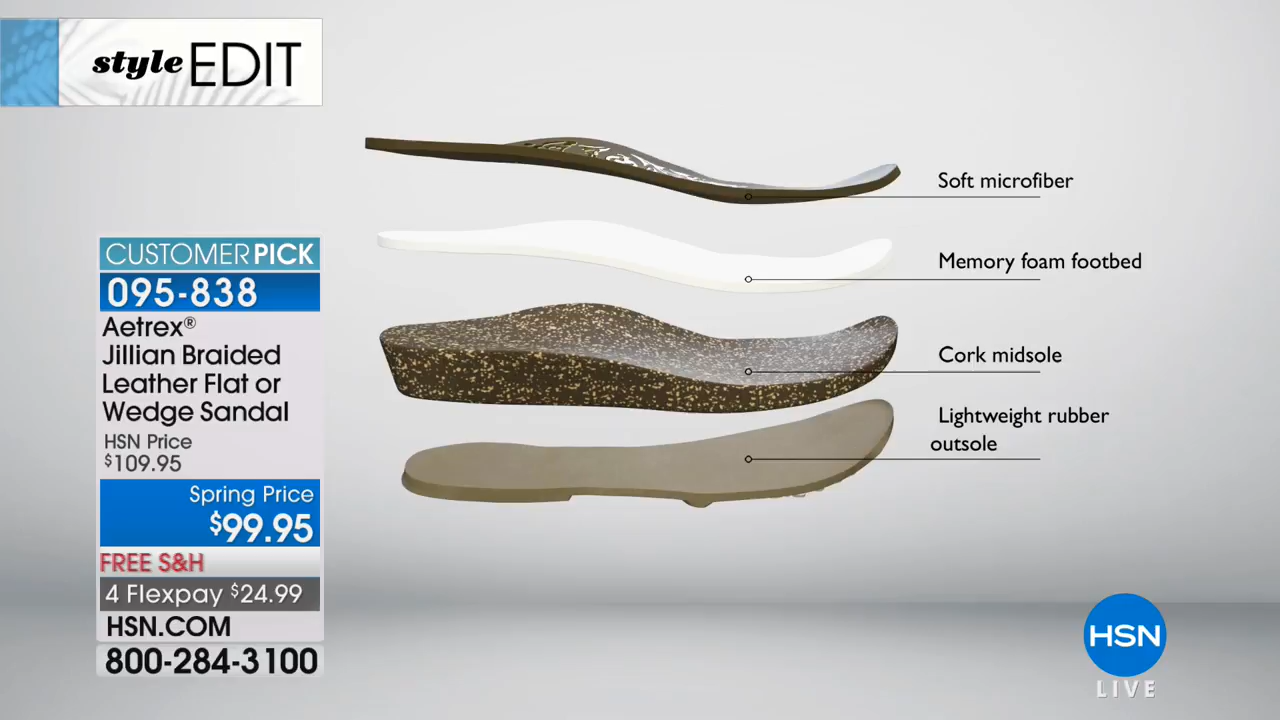 style EDIT
CUSTOMER PICK
095-838
Aetrex®
Jillian Braided
Leather Flat or
Wedge Sandal
HSN Price
$109.95
Spring Price
$99.95
FREE S&H
4 Flexpay $24.99
HSN.COM
800-284-3100
Soft microfiber
Memory foam footbed
Cork midsole
Lightweight rubber
outsole
HSN
LIVE